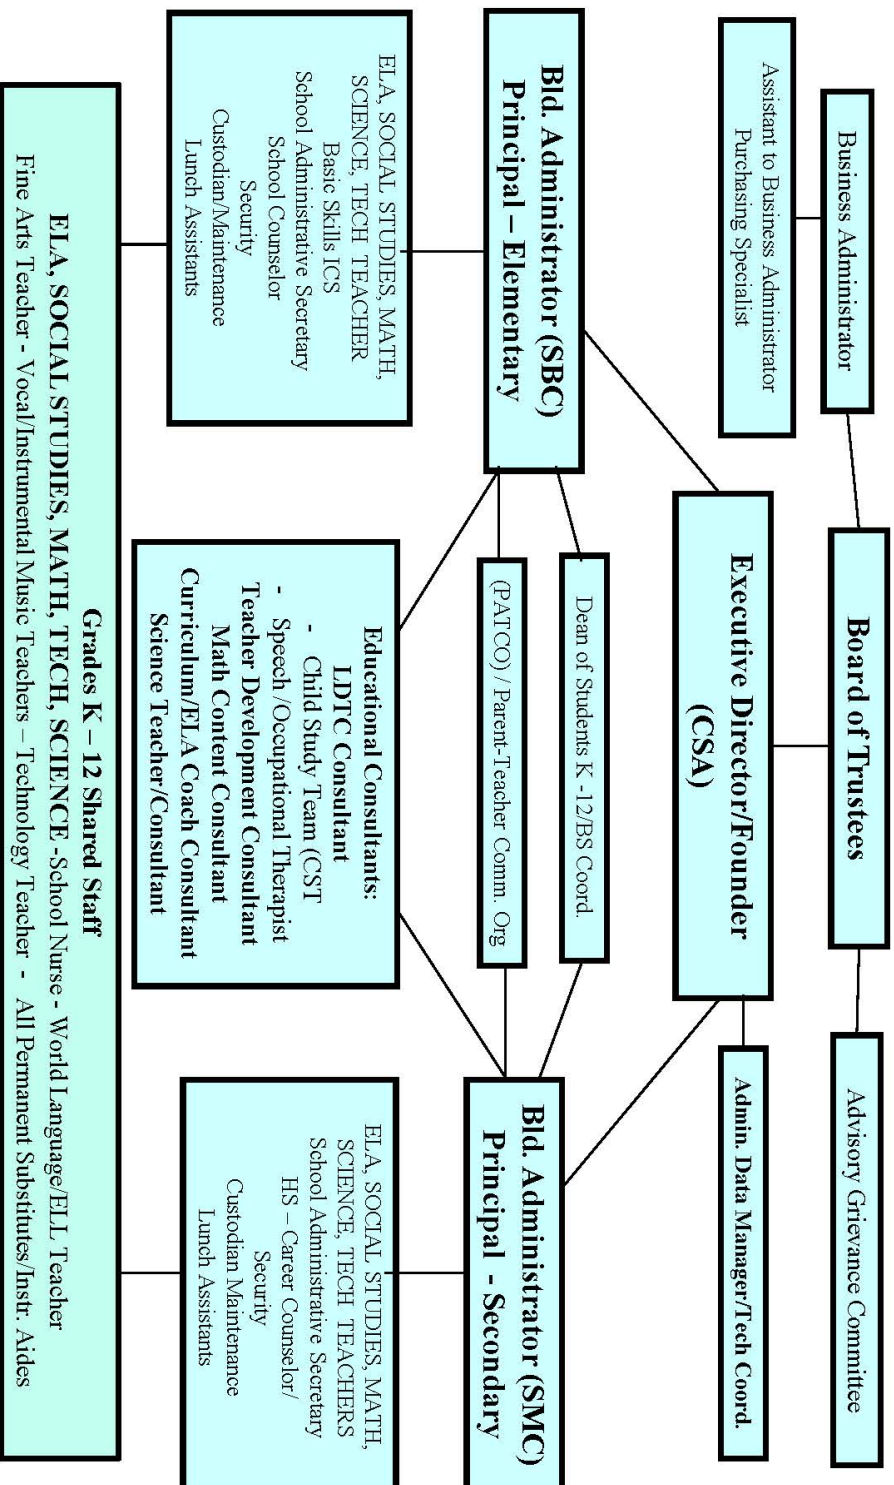 Board of Trustees
Business Administrator
Advisory Grievance Committee
Assistant to Business Administrator
Purchasing Specialist
Executive Director/Founder
(CSA)
Admin. Data Manager/Tech Coord.
Bld. Administrator (SBC)
Principal – Elementary
Dean of Students K -12/BS Coord.
(PATCO) / Parent-Teacher Comm. Org
Bld. Administrator (SMC)
Principal - Secondary
ELA, SOCIAL STUDIES, MATH,
SCIENCE, TECH TEACHER
Basic Skills ICS
School Administrative Secretary
School Counselor
Security
Custodian/Maintenance
Lunch Assistants
Educational Consultants:
LDTC Consultant
- Child Study Team (CST
- Speech /Occupational Therapist
Teacher Development Consultant
Math Content Consultant
Curriculum/ELA Coach Consultant
Science Teacher/Consultant
ELA, SOCIAL STUDIES, MATH,
SCIENCE, TECH TEACHERS
School Administrative Secretary
HS – Career Counselor/
Security
Custodian Maintenance
Lunch Assistants
Grades K – 12 Shared Staff
ELA, SOCIAL STUDIES, MATH, TECH, SCIENCE -School Nurse - World Language/ELL Teacher
Fine Arts Teacher - Vocal/Instrumental Music Teachers – Technology Teacher - All Permanent Substitutes/Instr. Aides